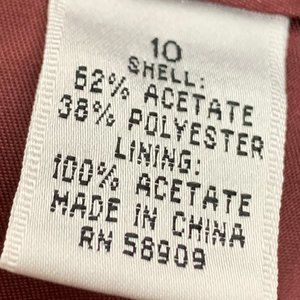 10
SHELL:
62% ACETATE
38% POLYESTER
LINING:
100% ACETATE
MADE IN CHINA
RN 58909